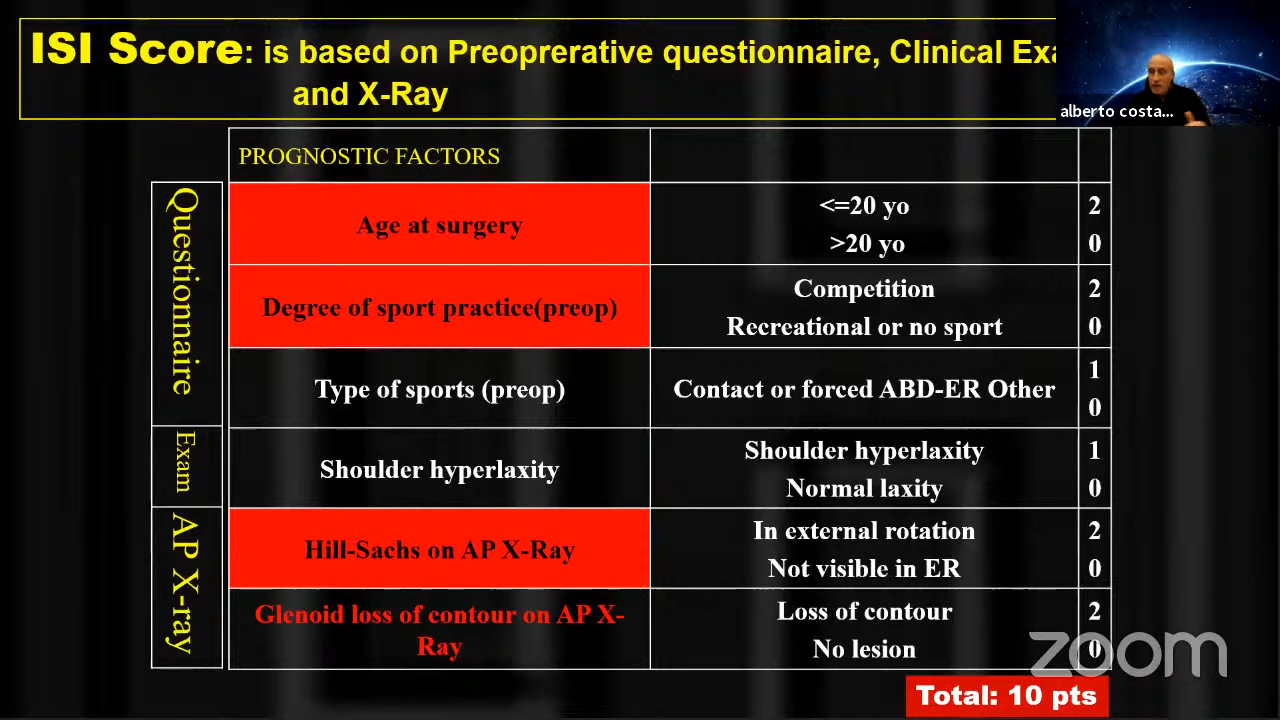 ISI Score: is based on Preoprerative questionnaire, Clinical Exa
and X-Ray
alberto costa...
PROGNOSTIC FACTORS
Questionnaire
Age at surgery
<=20 yo 2
>20 yo 0
Degree of sport practice(preop)
Competition 2
Recreational or no sport 0
Type of sports (preop)
Contact or forced ABD-ER Other
1
0
Exam
Shoulder hyperlaxity
Shoulder hyperlaxity 1
Normal laxity 0
AP X-ray
Hill-Sachs on AP X-Ray
In external rotation 2
Not visible in ER 0
Glenoid loss of contour on AP X-
Ray
Loss of contour 2
No lesion 0
zoom
Total: 10 pts